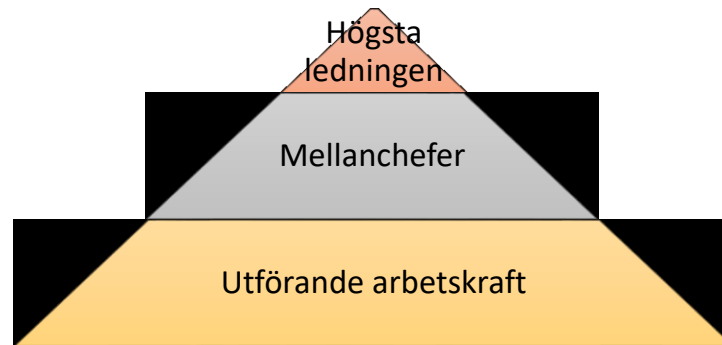 Högsta
ledningen
Mellanchefer
Utförande arbetskraft